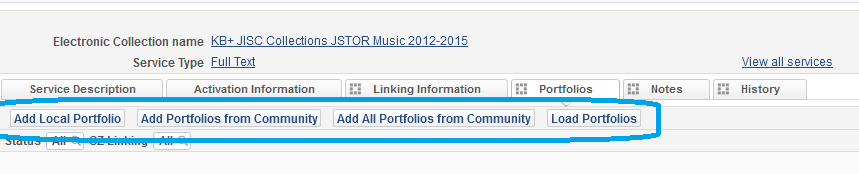 Electronic Collection name KB+ JISC Collections JSTOR Music 2012-2015
Service Type Full Text View all services
Service Description Activation Information Linking Information Portfolios Notes History
Add Local Portfolio Add Portfolios from Community Add All Portfolios from Community Load Portfolios
Status All SZ Linking All